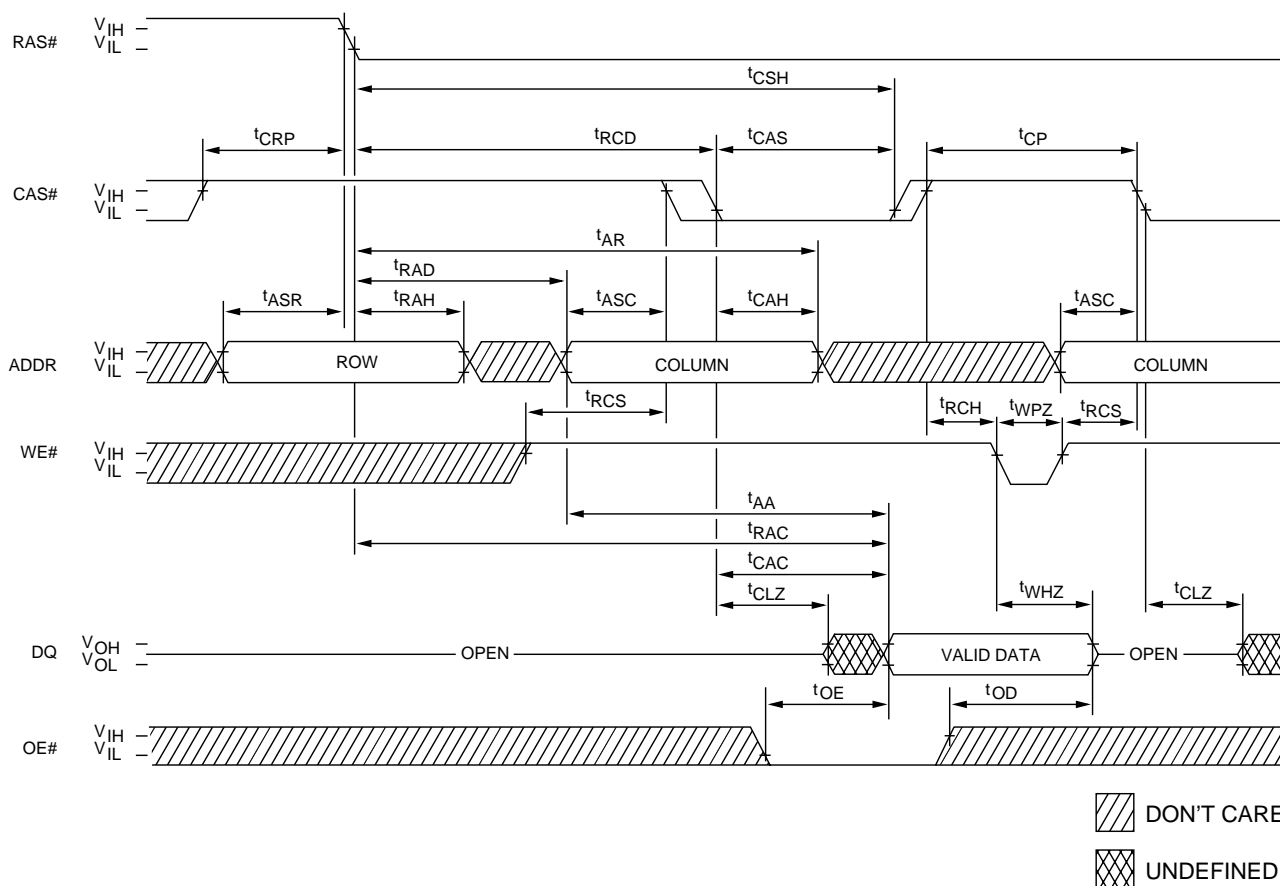 RAS# VIH VIL
tCSH
tCRP tRCD tCAS tCP
CAS# VIH VIL
tAR
tRAD
tASR tRAH tASC tCAH tASC
ADDR VIH VIL ROW COLUMN COLUMN
tRCS tRCH tWPZ tRCS
WE# VIH VIL
tAA
tRAC
tCAC
tCLZ tWHZ tCLZ
DQ VOH VOL OPEN VALID DATA OPEN
tOE tOD
OE# VIH VIL
DON'T CARE
UNDEFINED